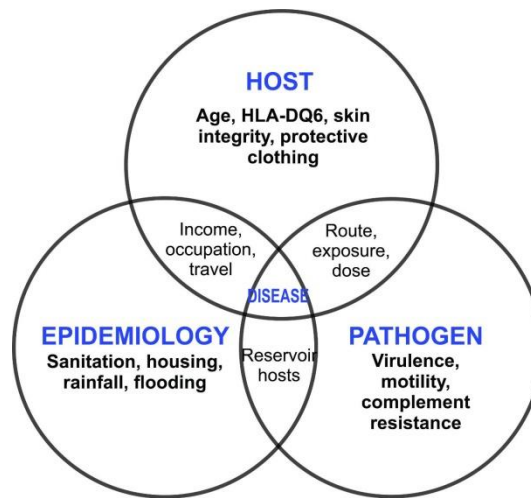 HOST
Age, HLA-DQ6, skin
integrity, protective
clothing
Income,
occupation,
travel
Route,
exposure,
dose
DISEASE
EPIDEMIOLOGY
Sanitation, housing,
rainfall, flooding
Reservoir
hosts
PATHOGEN
Virulence,
motility,
complement
resistance